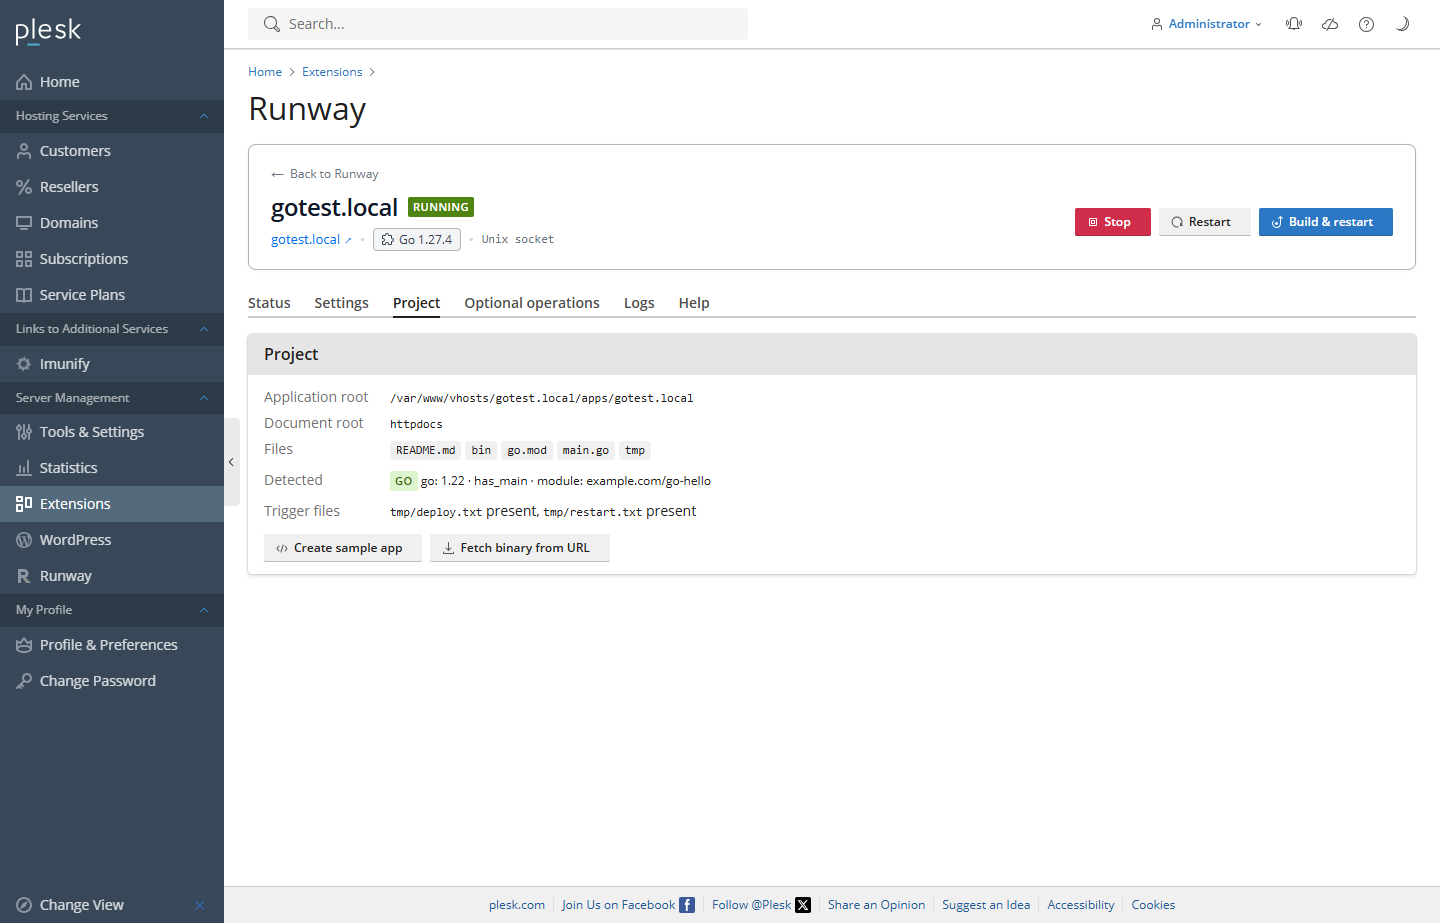 plesk
Search...
Administrator
Home
Hosting Services
Customers
Resellers
Domains
Subscriptions
Service Plans
Links to Additional Services
Imunify
Server Management
Tools & Settings
Statistics
Extensions
WordPress
Runway
My Profile
Profile & Preferences
Change Password
Change View
Home > Extensions >
Runway
← Back to Runway
gotest.local RUNNING
gotest.local ↗ • Go 1.27.4 • Unix socket
Stop Restart Build & restart
Status Settings Project Optional operations Logs Help
Project
Application root /var/www/vhosts/gotest.local/apps/gotest.local
Document root httpdocs
Files README.md bin go.mod main.go tmp
Detected GO go: 1.22 · has_main · module: example.com/go-hello
Trigger files tmp/deploy.txt present, tmp/restart.txt present
Create sample app Fetch binary from URL
plesk.com Join Us on Facebook Follow @Plesk Share an Opinion Suggest an Idea Accessibility Cookies